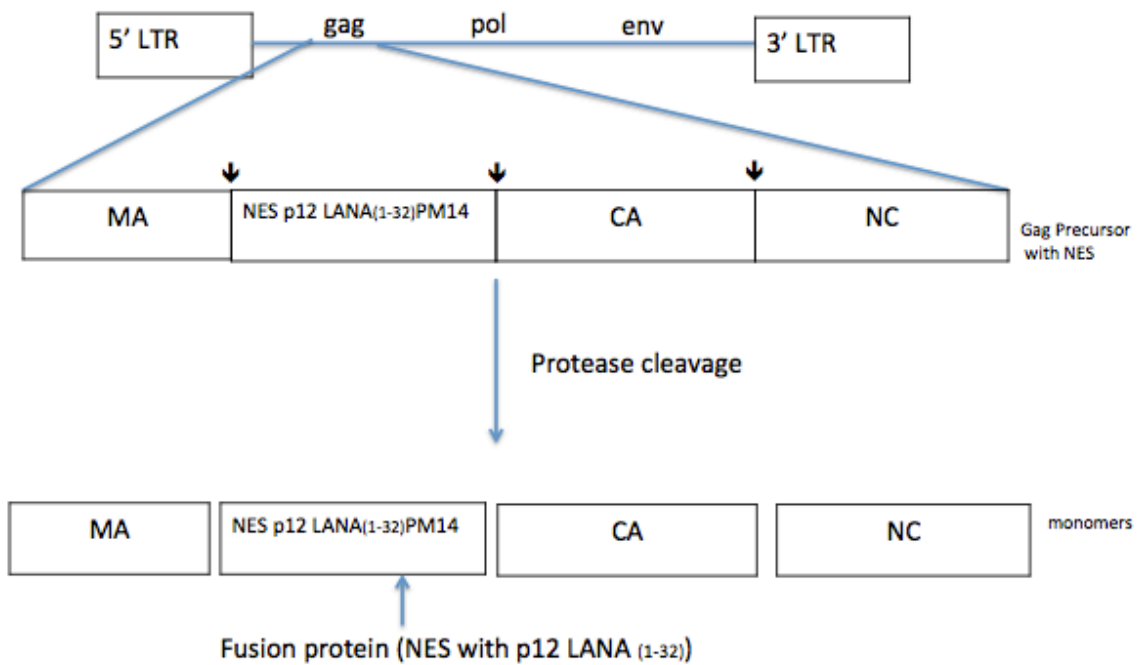 5' LTR gag pol env 3' LTR
MA NES p12 LANA(1-32)PM14 CA NC
Gag Precursor
with NES
Protease cleavage
MA NES p12 LANA(1-32)PM14 CA NC monomers
Fusion protein (NES with p12 LANA (1-32))